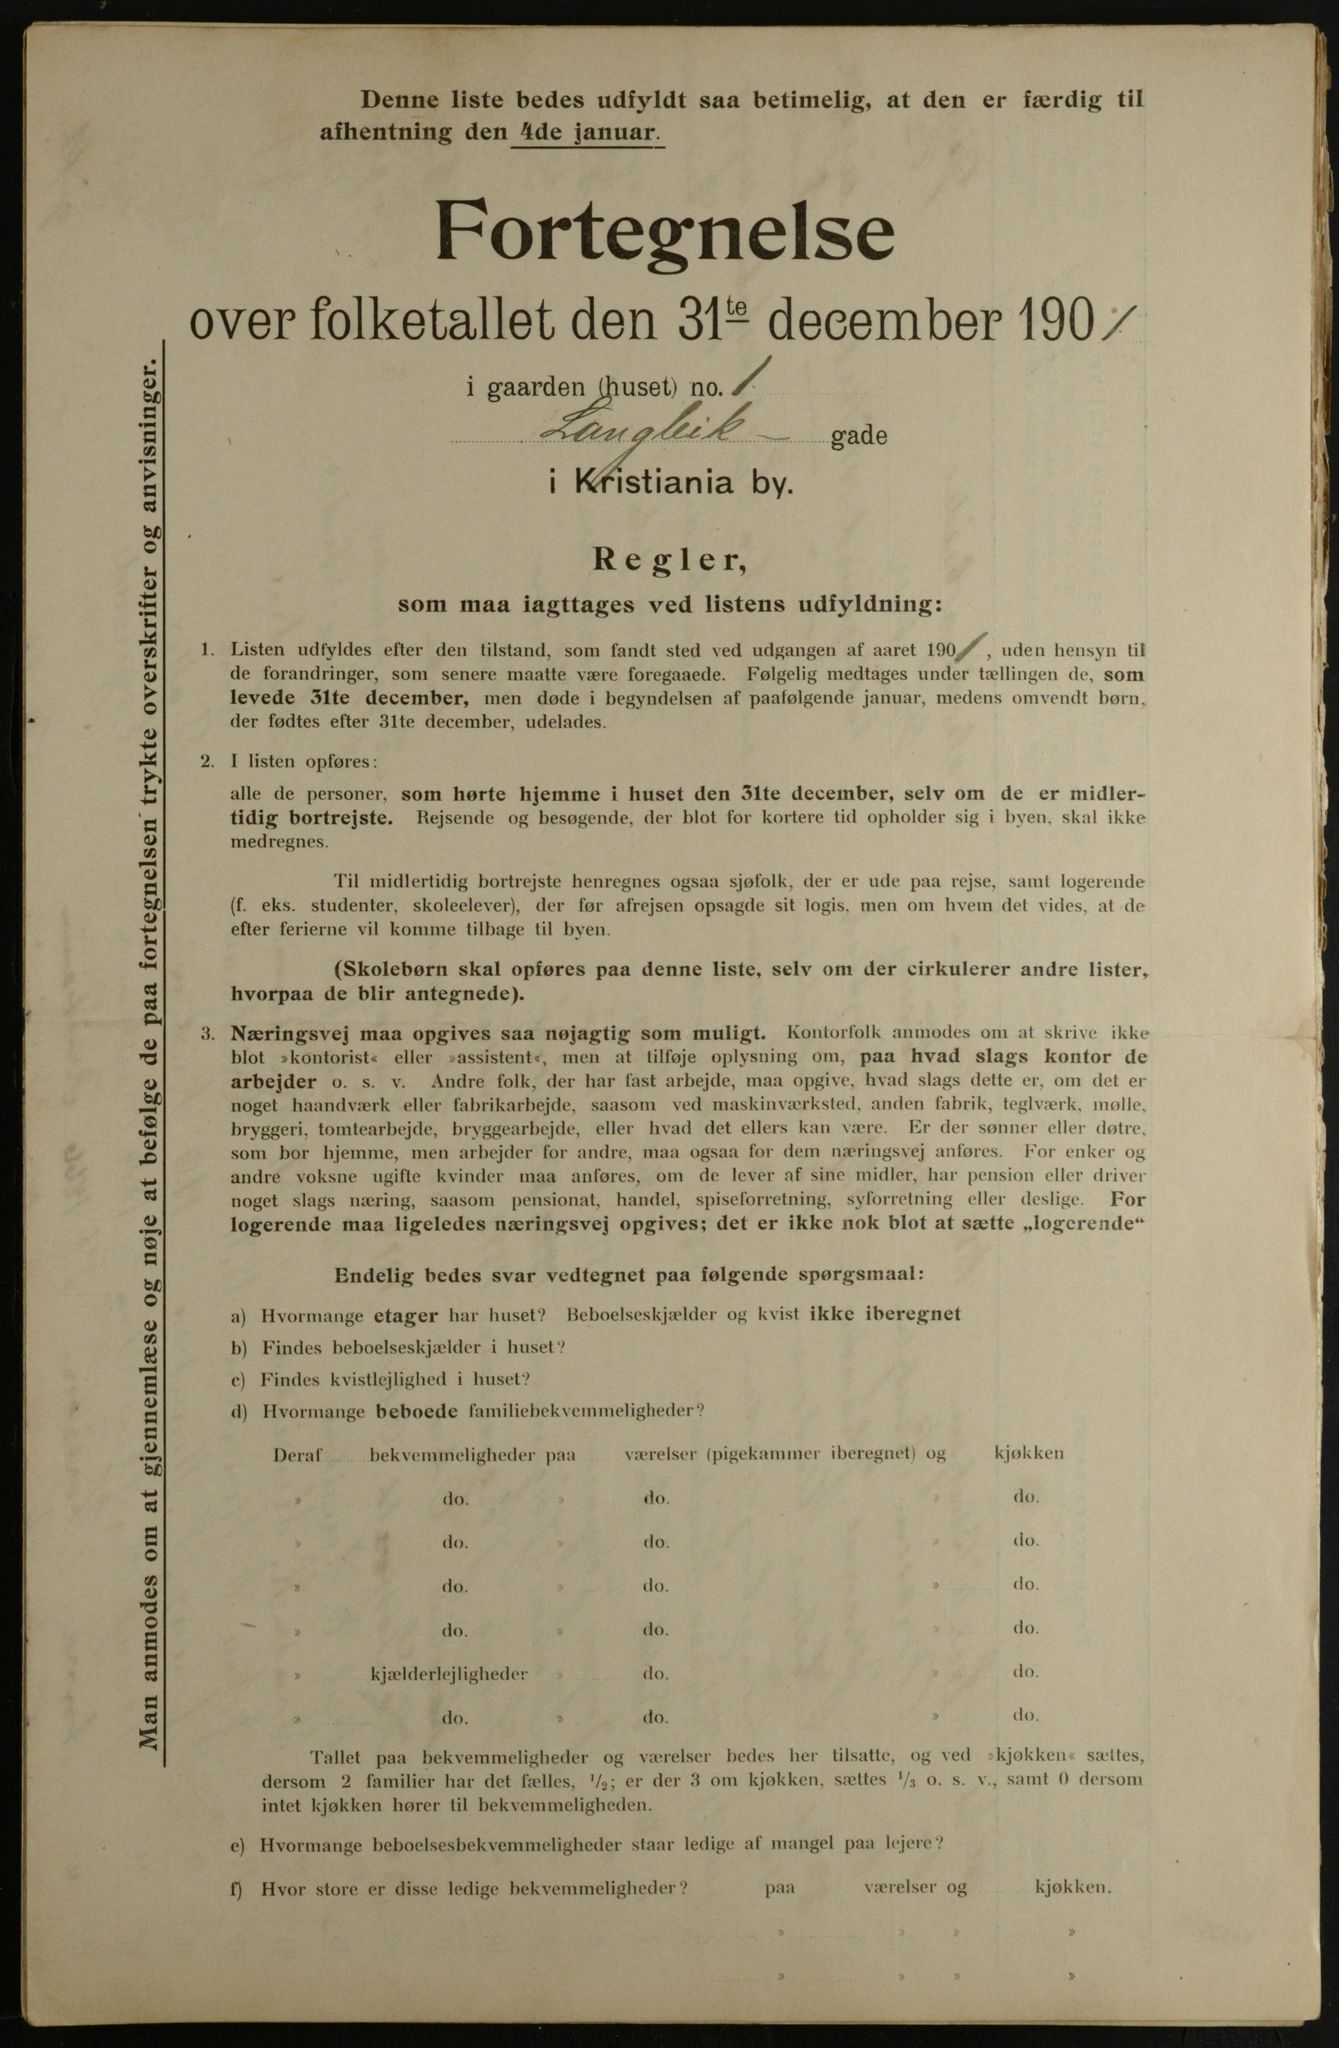 Denne liste bedes udfyldt saa betimelig, at den er færdig til
afhentning den 4de januar.
Fortegnelse
over folketallet den 31te december 1901
i gaarden (huset) no. 1
Langleik - gade
i Kristiania by.
Regler,
som maa iagttages ved listens udfyldning:
1. Listen udfyldes efter den tilstand, som fandt sted ved udgangen af aaret 1901, uden hensyn til
de forandringer, som senere maatte være foregaaede. Følgelig medtages under tællingen de, som
levede 31te december, men døde i begyndelsen af paafølgende januar, medens omvendt børn,
der fødtes efter 31te december, udelades.
2. I listen opføres:
alle de personer, som hørte hjemme i huset den 31te december, selv om de er midler-
tidig bortrejste. Rejsende og besøgende, der blot for kortere tid opholder sig i byen, skal ikke
medregnes.
Til midlertidig bortrejste henregnes ogsaa sjøfolk, der er ude paa rejse, samt logerende
(f. eks. studenter, skoleelever), der før afrejsen opsagde sit logis, men om hvem det vides, at de
efter ferierne vil komme tilbage til byen.
(Skolebørn skal opføres paa denne liste, selv om der cirkulerer andre lister,
hvorpaa de blir antegnede).
3. Næringsvej maa opgives saa nøjagtig som muligt. Kontorfolk anmodes om at skrive ikke
blot »kontorist« eller »assistent«, men at tilføje oplysning om, paa hvad slags kontor de
arbejder o. s. v. Andre folk, der har fast arbejde, maa opgive, hvad slags dette er, om det er
noget haandværk eller fabrikarbejde, saasom ved maskinværksted, anden fabrik, teglværk, mølle,
bryggeri, tomtearbejde, bryggearbejde, eller hvad det ellers kan være. Er der sønner eller døtre,
som bor hjemme, men arbejder for andre, maa ogsaa for dem næringsvej anføres. For enker og
andre voksne ugifte kvinder maa anføres, om de lever af sine midler, har pension eller driver
noget slags næring, saasom pensionat, handel, spiseforretning, syforretning eller deslige. For
logerende maa ligeledes næringsvej opgives; det er ikke nok blot at sætte „logerende“
Endelig bedes svar vedtegnet paa følgende spørgsmaal:
a) Hvormange etager har huset? Beboelseskjælder og kvist ikke iberegnet
b) Findes beboelseskjælder i huset?
c) Findes kvistlejlighed i huset?
d) Hvormange beboede familiebekvemmeligheder?
Deraf bekvemmeligheder paa værelser (pigekammer iberegnet) og kjøkken
» do. » do. » do.
» do. » do. » do.
» do. » do. » do.
» do. » do. » do.
» kjælderlejligheder » do. » do.
» do. » do. » do.
Tallet paa bekvemmeligheder og værelser bedes her tilsatte, og ved »kjøkken« sættes,
dersom 2 familier har det fælles, 1/2; er der 3 om kjøkken, sættes 1/3 o. s. v., samt 0 dersom
intet kjøkken hører til bekvemmeligheden.
e) Hvormange beboelsesbekvemmeligheder staar ledige af mangel paa lejere?
f) Hvor store er disse ledige bekvemmeligheder? paa værelser og kjøkken.
» » » »
» » » »
Man anmodes om at gjennemlæse og nøje at befølge de paa fortegnelsen trykte overskrifter og anvisninger.